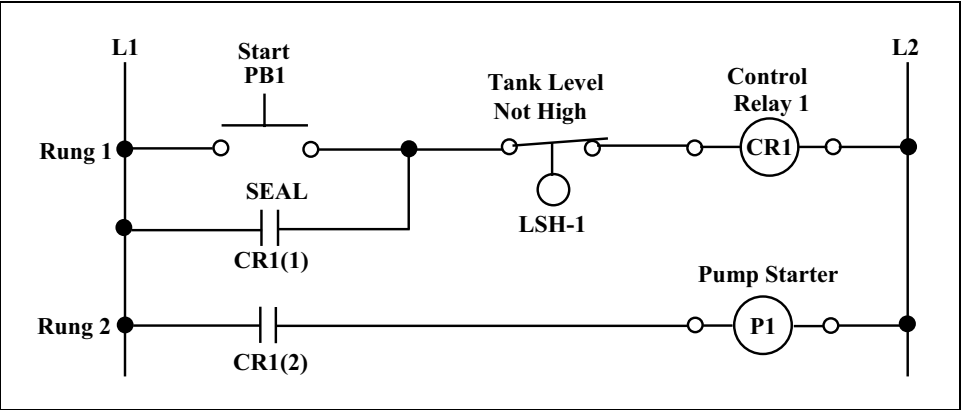 L1
L2
Start
PB1
Tank Level
Not High
Control
Relay 1
Rung 1
CR1
SEAL
LSH-1
CR1(1)
Pump Starter
Rung 2
P1
CR1(2)